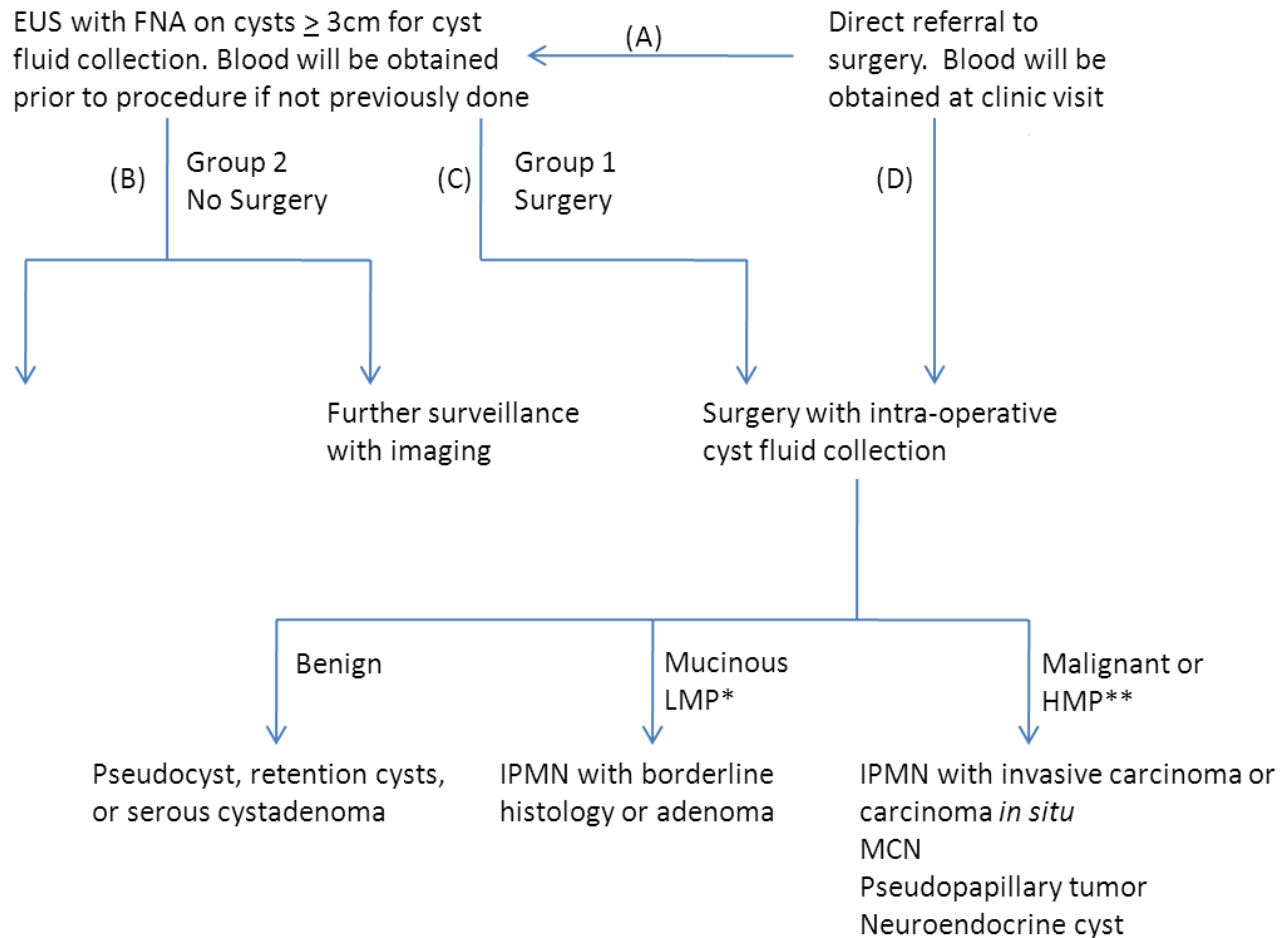 EUS with FNA on cysts ≥ 3cm for cyst
fluid collection. Blood will be obtained
prior to procedure if not previously done
(A)
Direct referral to
surgery.  Blood will be
obtained at clinic visit
(B)
Group 2
No Surgery
(C)
Group 1
Surgery
(D)
Further surveillance
with imaging
Surgery with intra-operative
cyst fluid collection
Benign
Mucinous
LMP*
Malignant or
HMP**
Pseudocyst, retention cysts,
or serous cystadenoma
IPMN with borderline
histology or adenoma
IPMN with invasive carcinoma or
carcinoma in situ
MCN
Pseudopapillary tumor
Neuroendocrine cyst